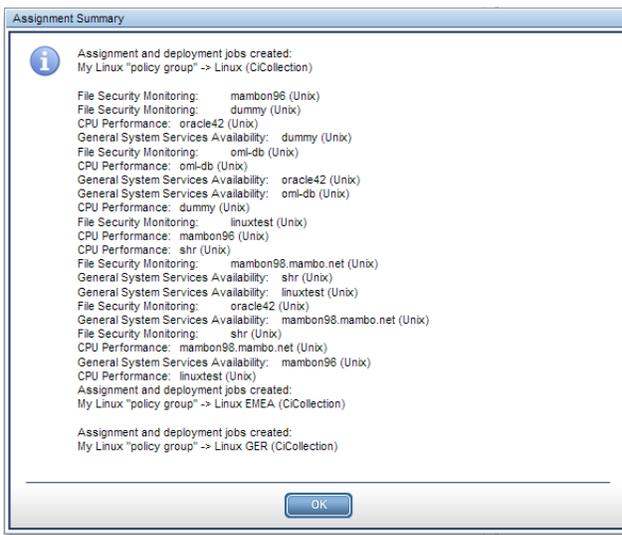 Assignment Summary
Assignment and deployment jobs created:
My Linux "policy group" -> Linux (CiCollection)
File Security Monitoring: mambon96 (Unix)
File Security Monitoring: dummy (Unix)
CPU Performance: oracle42 (Unix)
General System Services Availability: dummy (Unix)
File Security Monitoring: oml-db (Unix)
CPU Performance: oml-db (Unix)
General System Services Availability: oracle42 (Unix)
General System Services Availability: oml-db (Unix)
CPU Performance: dummy (Unix)
File Security Monitoring: linuxtest (Unix)
CPU Performance: mambon96 (Unix)
CPU Performance: shr (Unix)
File Security Monitoring: mambon98.mambo.net (Unix)
General System Services Availability: shr (Unix)
General System Services Availability: linuxtest (Unix)
File Security Monitoring: oracle42 (Unix)
General System Services Availability: mambon98.mambo.net (Unix)
File Security Monitoring: shr (Unix)
CPU Performance: mambon98.mambo.net (Unix)
General System Services Availability: mambon96 (Unix)
CPU Performance: linuxtest (Unix)
Assignment and deployment jobs created:
My Linux "policy group" -> Linux EMEA (CiCollection)
Assignment and deployment jobs created:
My Linux "policy group" -> Linux GER (CiCollection)
OK